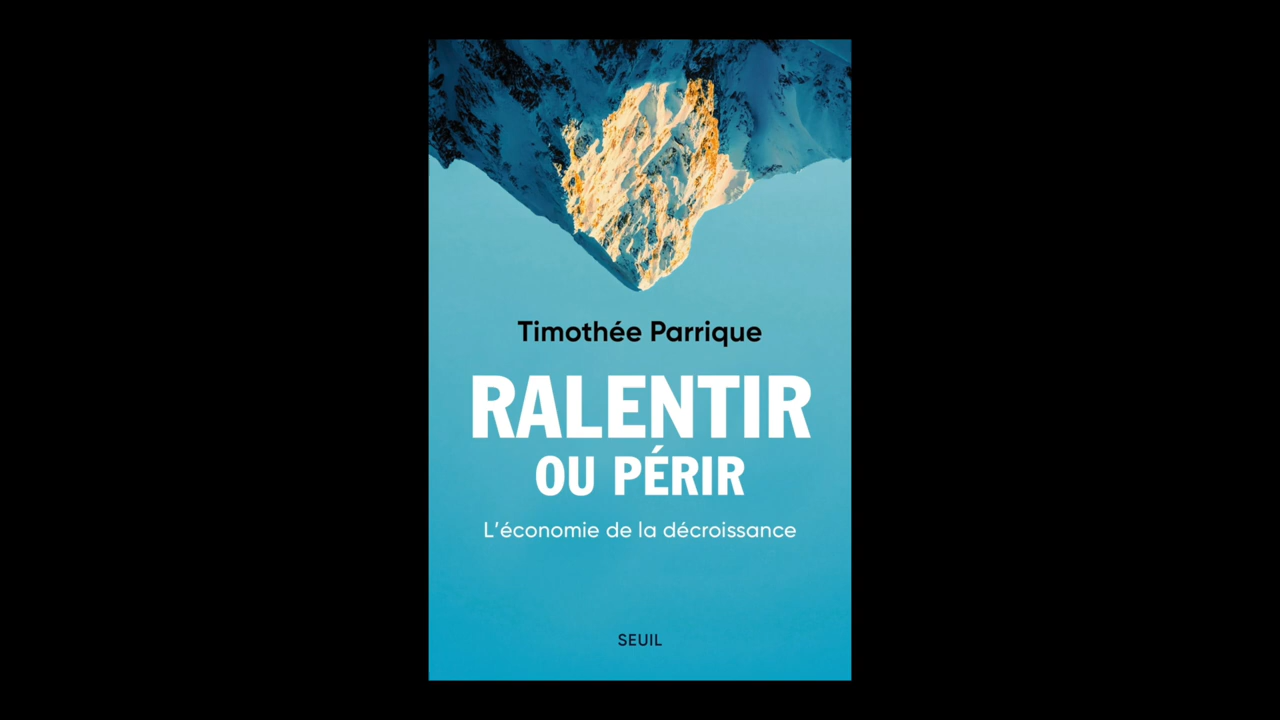 Timothée Parrique
RALENTIR
OU PÉRIR
L'économie de la décroissance
SEUIL